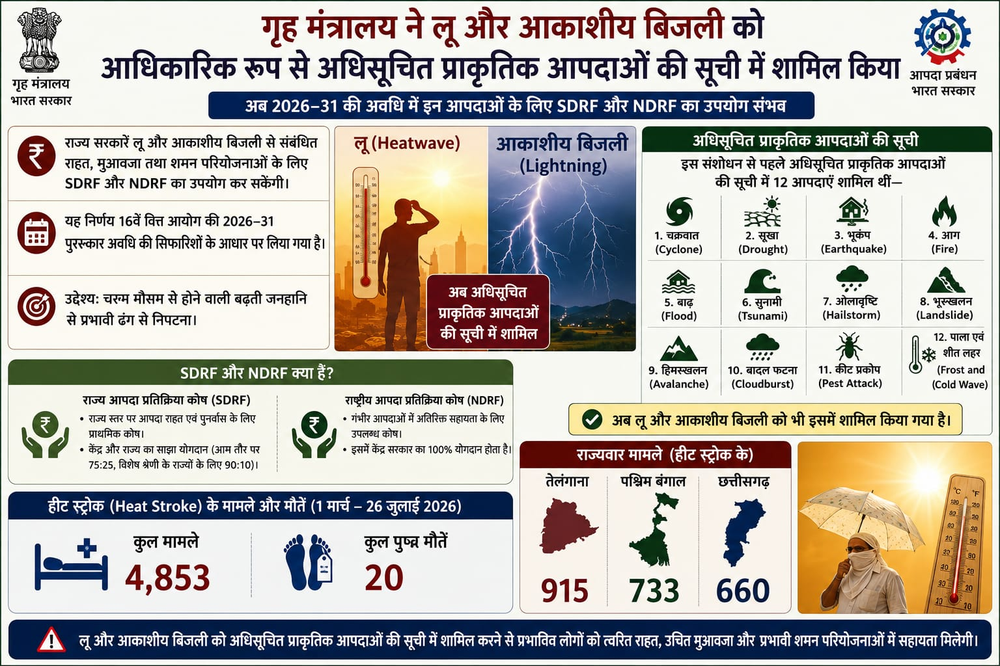 गृह मंत्रालय ने लू और आकाशीय बिजली को
आधिकारिक रूप से अधिसूचित प्राकृतिक आपदाओं की सूची में शामिल किया
गृह मंत्रालय
भारत सरकार
आपदा प्रबंधन
भारत सरकार
अब 2026–31 की अवधि में इन आपदाओं के लिए SDRF और NDRF का उपयोग संभव
राज्य सरकारें लू और आकाशीय बिजली से संबंधित
राहत, मुआवजा तथा शमन परियोजनाओं के लिए
SDRF और NDRF का उपयोग कर सकेंगी।
यह निर्णय 16वें वित्त आयोग की 2026–31
पुरस्कार अवधि की सिफारिशों के आधार पर लिया गया है।
उद्देश्य: चरम मौसम से होने वाली बढ़ती जनहानि
से प्रभावी ढंग से निपटना।
लू (Heatwave)
आकाशीय बिजली
(Lightning)
अब अधिसूचित
प्राकृतिक आपदाओं
की सूची में शामिल
अधिसूचित प्राकृतिक आपदाओं की सूची
इस संशोधन से पहले अधिसूचित प्राकृतिक आपदाओं
की सूची में 12 आपदाएँ शामिल थीं—
1. चक्रवात
(Cyclone)
2. सूखा
(Drought)
3. भूकंप
(Earthquake)
4. आग
(Fire)
5. बाढ़
(Flood)
6. सुनामी
(Tsunami)
7. ओलावृष्टि
(Hailstorm)
8. भूस्खलन
(Landslide)
9. हिमस्खलन
(Avalanche)
10. बादल फटना
(Cloudburst)
11. कीट प्रकोप
(Pest Attack)
12. पाला एवं
शीत लहर
(Frost and
(Cold Wave)
अब लू और आकाशीय बिजली को भी इसमें शामिल किया गया है।
SDRF और NDRF क्या हैं?
राज्य आपदा प्रतिक्रिया कोष (SDRF)
• राज्य स्तर पर आपदा राहत एवं पुनर्वास के लिए
प्राथमिक कोष।
• केंद्र और राज्य का साझा योगदान (आम तौर पर
75:25, विशेष श्रेणी के राज्यों के लिए 90:10)।
राष्ट्रीय आपदा प्रतिक्रिया कोष (NDRF)
• गंभीर आपदाओं में अतिरिक्त सहायता के लिए
उपलब्ध कोष।
• इसमें केंद्र सरकार का 100% योगदान होता है।
हीट स्ट्रोक (Heat Stroke) के मामले और मौतें (1 मार्च – 26 जुलाई 2026)
कुल मामले
4,853
कुल मौतें
20
राज्यवार मामले (हीट स्ट्रोक के)
तेलंगाना
915
पश्चिम बंगाल
733
छत्तीसगढ़
660
°C °F
लू और आकाशीय बिजली को अधिसूचित प्राकृतिक आपदाओं की सूची में शामिल करने से प्रभाविव लोगों को त्वरित राहत, उचित मुआवजा और प्रभावी शमन परियोजनाओं में सहायता मिलेगी।